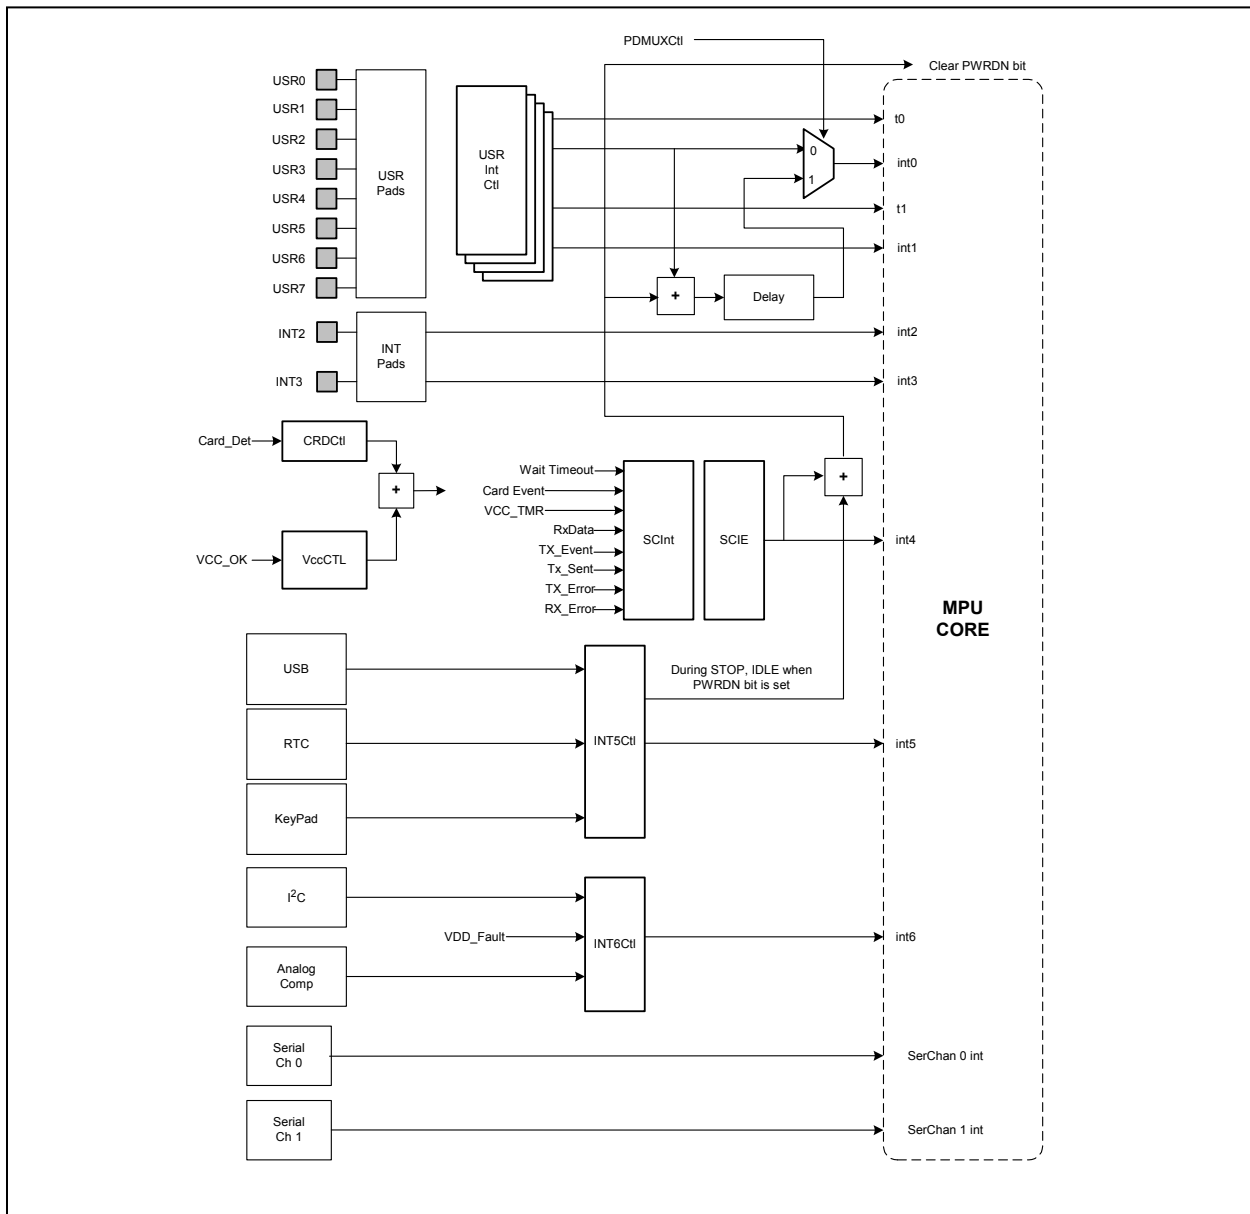 PDMUXCtl
Clear PWRDN bit
USR0
USR1
USR2
USR3
USR4
USR5
USR6
USR7
USR
Pads
USR
Int
Ctl
0
1
t0
int0
t1
int1
+
Delay
INT2
INT3
INT
Pads
int2
int3
Card_Det
CRDCtl
+
VCC_OK
VccCTL
Wait Timeout
Card Event
VCC_TMR
RxData
TX_Event
Tx_Sent
TX_Error
RX_Error
SCInt
SCIE
+
int4
MPU
CORE
USB
RTC
KeyPad
INT5Ctl
During STOP, IDLE when
PWRDN bit is set
int5
I2C
VDD_Fault
Analog
Comp
INT6Ctl
int6
Serial
Ch 0
SerChan 0 int
Serial
Ch 1
SerChan 1 int